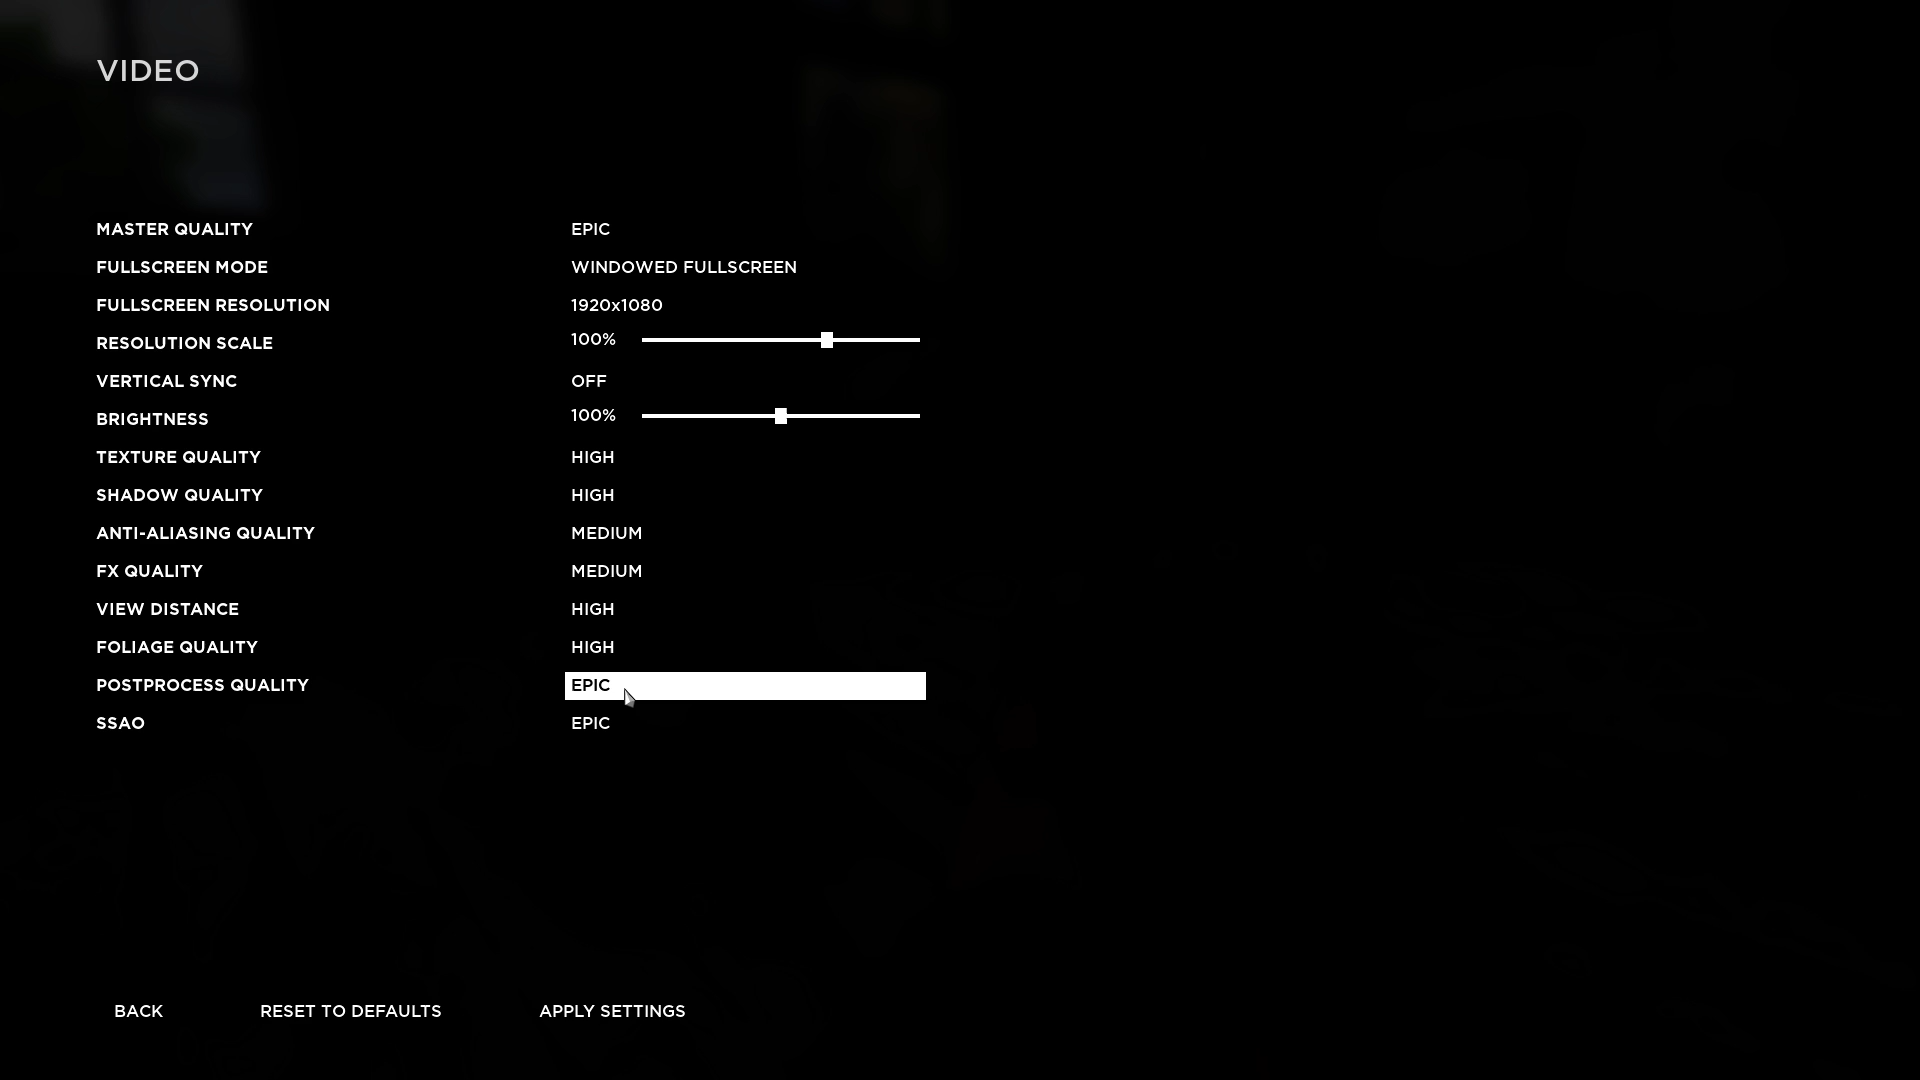 VIDEO
MASTER QUALITY EPIC
FULLSCREEN MODE WINDOWED FULLSCREEN
FULLSCREEN RESOLUTION 1920x1080
RESOLUTION SCALE 100%
VERTICAL SYNC OFF
BRIGHTNESS 100%
TEXTURE QUALITY HIGH
SHADOW QUALITY HIGH
ANTI-ALIASING QUALITY MEDIUM
FX QUALITY MEDIUM
VIEW DISTANCE HIGH
FOLIAGE QUALITY HIGH
POSTPROCESS QUALITY EPIC
SSAO EPIC
BACK RESET TO DEFAULTS APPLY SETTINGS